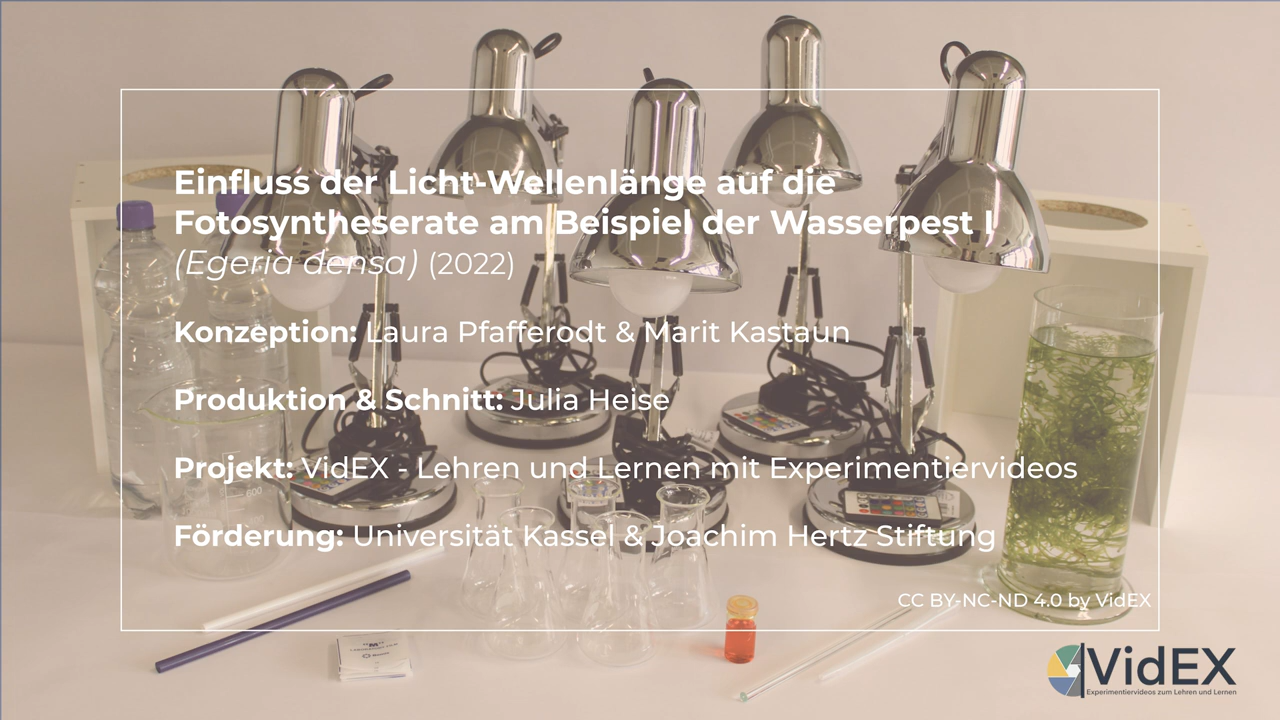 Einfluss der Licht-Wellenlänge auf die
Fotosyntheserate am Beispiel der Wasserpest I
(Egeria densa) (2022)
Konzeption: Laura Pfafferodt & Marit Kastaun
Produktion & Schnitt: Julia Heise
Projekt: VidEX - Lehren und Lernen mit Experimentiervideos
600
Förderung: Universität Kassel & Joachim Hertz Stiftung
CC BY-NC-ND 4.0 by VidEX
"M"
VidEX
Experimentiervideos zum Lehren und Lernen